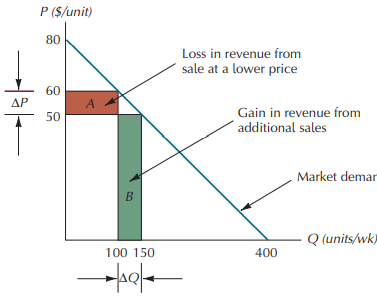 P ($/unit)
80
Loss in revenue from
sale at a lower price
60
ΔP
A
50
Gain in revenue from
additional sales
Market deman
B
Q (units/wk)
100 150
400
ΔQ